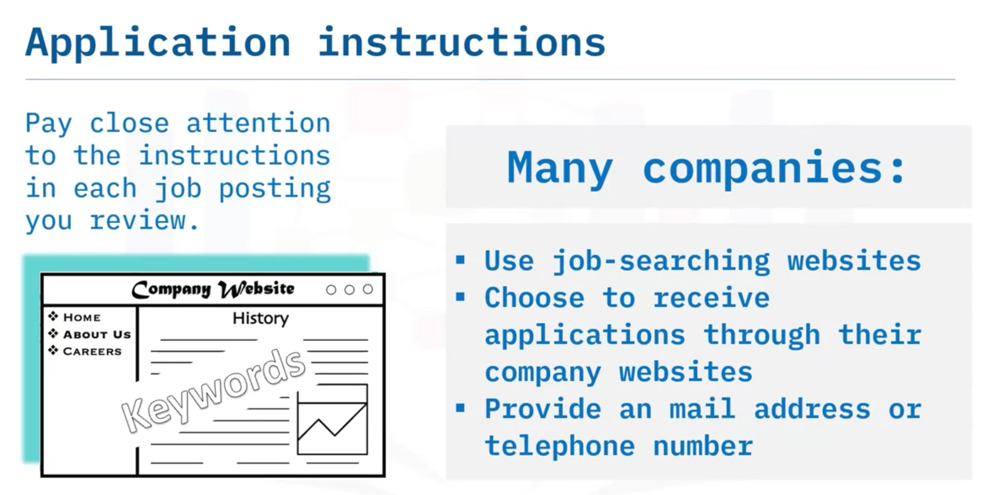 Application instructions
Pay close attention
to the instructions
in each job posting
you review.
Company Website
❖ HOME
❖ ABOUT US
❖ CAREERS
History
Keywords
Many companies:
▪ Use job-searching websites
▪ Choose to receive
applications through their
company websites
▪ Provide an mail address or
telephone number